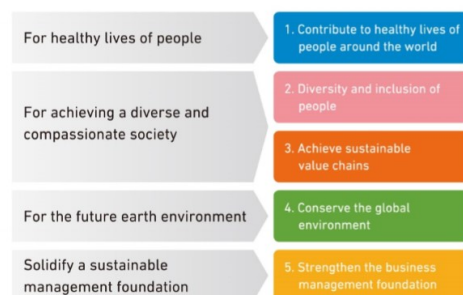 For healthy lives of people
1. Contribute to healthy lives of
people around the world
For achieving a diverse and
compassionate society
2. Diversity and inclusion of
people
3. Achieve sustainable
value chains
For the future earth environment
4. Conserve the global
environment
Solidify a sustainable
management foundation
5. Strengthen the business
management foundation